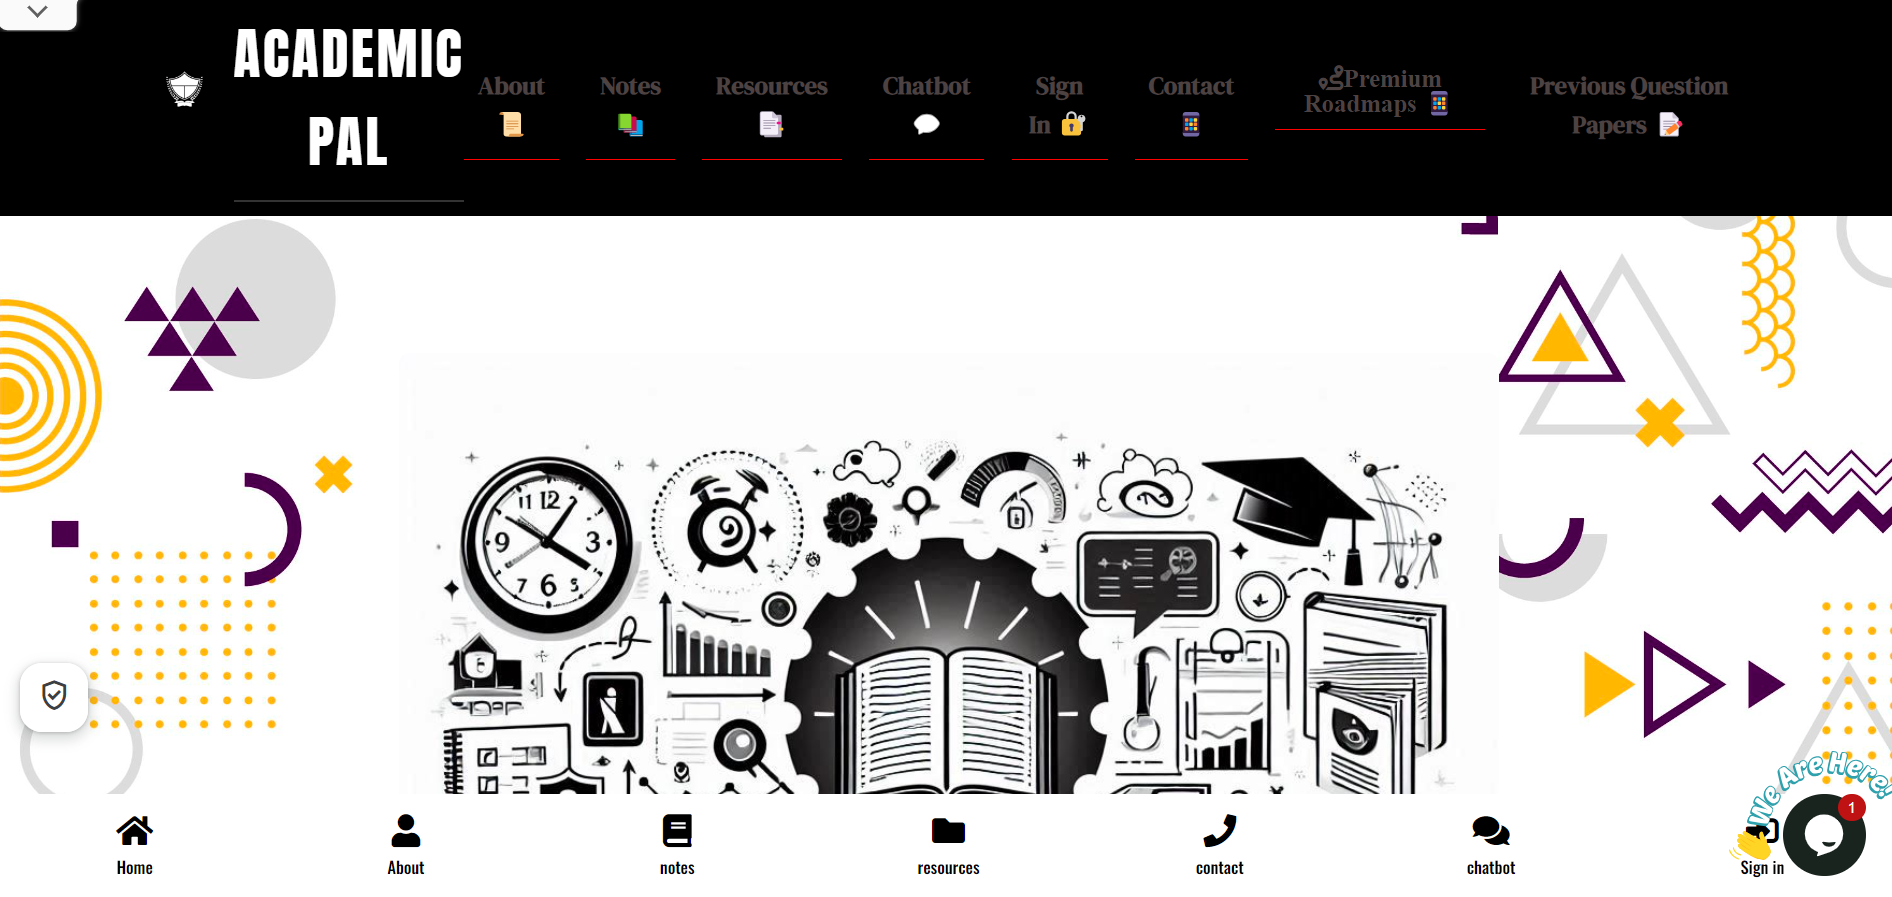 ACADEMIC
PAL
About
Notes
Resources
Chatbot
Sign
In
Contact
Premium
Roadmaps
Previous Question
Papers
11 12
9 3
7 6
We Are Here!
1
Home
About
notes
resources
contact
chatbot
Sign in